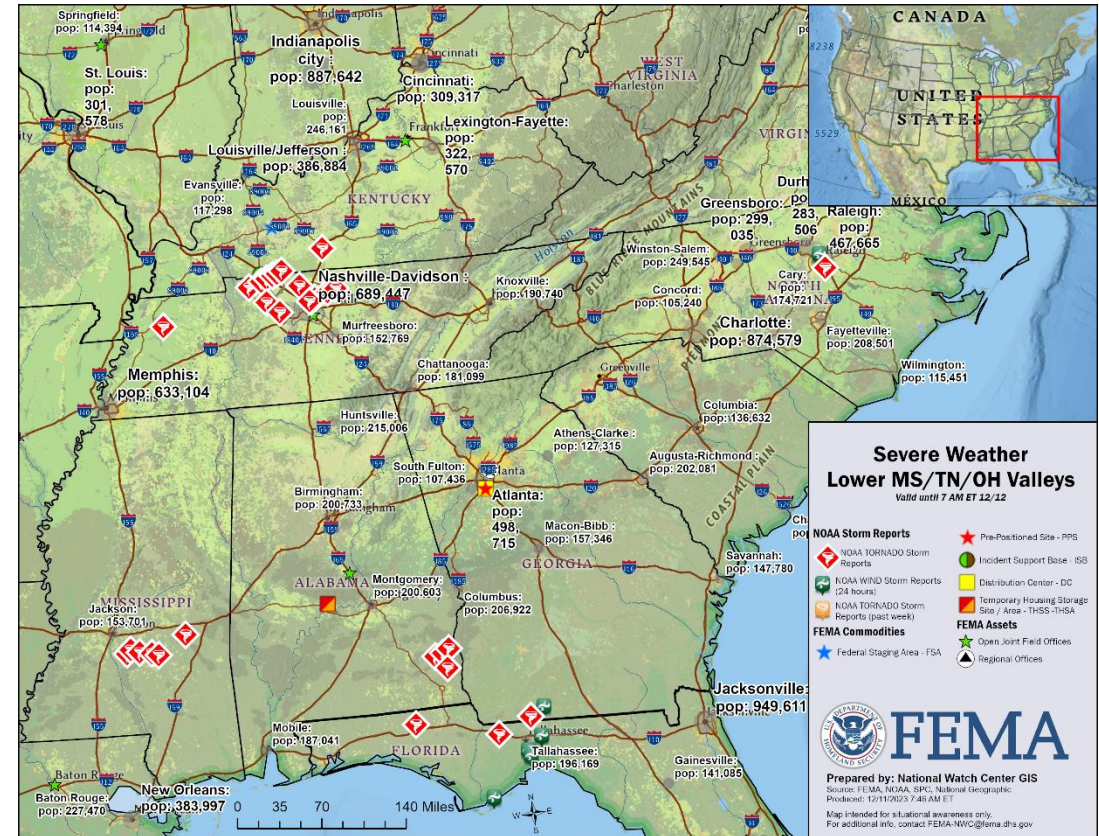 Springfield:
pop: 114,394
Indianapolis
city :
pop: 887,642
St. Louis:
pop:
301,
578
Cincinnati:
pop: 309,317
Louisville:
pop:
246,161
Frankfort
Lexington-Fayette:
pop:
322,
570
Louisville/Jefferson :
pop: 386,884
Evansville:
pop:
117,298
KENTUCKY
WEST
VIRGINIA
Charleston
BLUE RIDGE MOUNTAINS
Holston
Greensboro:
pop: 299,
035
283,
506
Raleigh:
pop:
467,665
Winston-Salem:
pop: 249,545
Cary:
pop:
174,721
Concord:
pop: 105,240
Charlotte:
pop: 874,579
Fayetteville:
pop: 208,501
Wilmington:
pop: 115,451
Nashville-Davidson :
pop: 689,447
Knoxville:
pop: 190,740
Murfreesboro:
pop: 152,769
Chattanooga:
pop: 181,099
Memphis:
pop: 633,104
Greenville
PIEDMONT
Huntsville:
pop: 215,006
Columbia:
pop: 136,632
Athens-Clarke :
pop: 127,315
Augusta-Richmond :
pop: 202,081
COASTAL PLAIN
South Fulton:
pop: 107,436
Atlanta:
pop:
498,
715
Birmingham:
pop: 200,733
Macon-Bibb :
pop: 157,346
GEORGIA
Savannah:
pop: 147,780
ALABAMA
Montgomery:
pop: 200,603
Columbus:
pop: 206,922
MISSISSIPPI
Jackson:
pop: 153,701
Jacksonville:
pop: 949,611
Mobile:
pop: 187,041
FLORIDA
Tallahassee:
pop: 196,169
Gainesville:
pop: 141,085
Baton Rouge
Baton Rouge:
pop: 227,470
New Orleans:
pop: 383,997
0 35 70 140 Miles
N
W E
S
CANADA
UNITED
STATES
MÉXICO
8238
5529
Severe Weather
Lower MS/TN/OH Valleys
Valid until 7 AM ET 12/12
NOAA Storm Reports
NOAA TORNADO Storm
Reports
NOAA WIND Storm Reports
(24 hours)
NOAA TORNADO Storm
Reports (past week)
FEMA Commodities
Federal Staging Area - FSA
Pre-Positioned Site - PPS
Incident Support Base - ISB
Distribution Center - DC
Temporary Housing Storage
Site / Area - THSS -THSA
FEMA Assets
Open Joint Field Offices
Regional Offices
U.S. DEPARTMENT OF
HOMELAND SECURITY
FEMA
Prepared by: National Watch Center GIS
Source: FEMA, NOAA, SPC, National Geographic
Produced: 12/11/2023 7:46 AM ET
Map intended for situational awareness only.
For additional info, contact FEMA-NWC@fema.dhs.gov